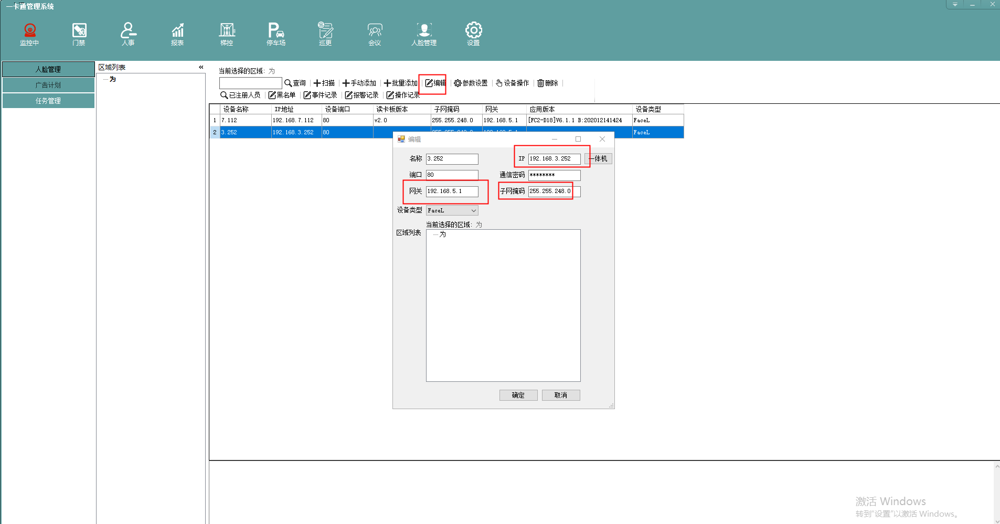 一卡通管理系统
监控中 门禁 人事 报表 梯控 停车场 巡更 会议 人脸管理 设置
人脸管理
广告计划
任务管理
区域列表 «
为
当前选择的区域: 为
查询 扫描 手动添加 批量添加 编辑 参数设置 设备操作 删除
已注册人员 黑名单 事件记录 报警记录 操作记录
设备名称 IP地址 设备端口 读卡板版本 子网掩码 网关 应用版本 设备类型
1 7.112 192.168.7.112 80 v2.0 255.255.248.0 192.168.5.1 [FC2-D18]V6.1.1 B:202012141424 FaceL
2 3.252 192.168.3.252 80 255.255.248.0 192.168.5.1 FaceL
编辑
名称 3.252 IP 192.168.3.252 一体机
端口 80 通信密码 ********
网关 192.168.5.1 子网掩码 255.255.248.0
设备类型 FaceL
当前选择的区域: 为
区域列表 为
确定 取消
激活 Windows
转到"设置"以激活 Windows。